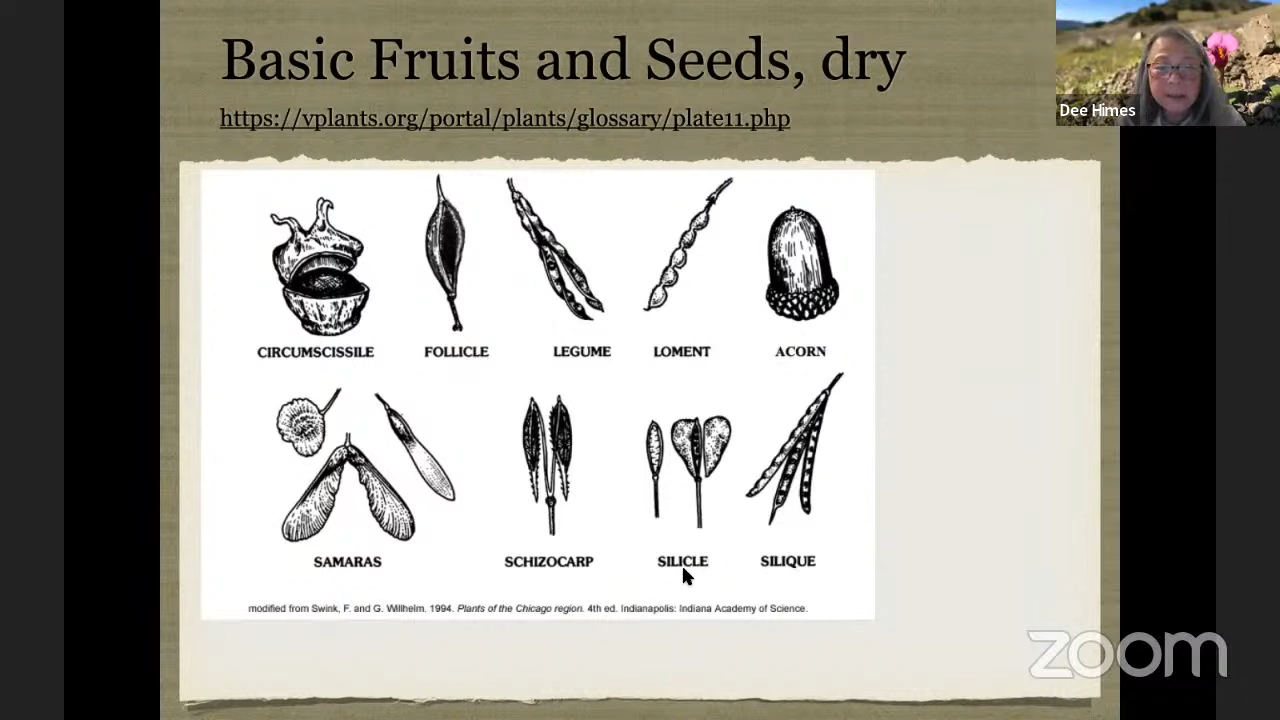 Basic Fruits and Seeds, dry
https://vplants.org/portal/plants/glossary/plate11.php
Dee Himes
CIRCUMSCISSILE FOLLICLE LEGUME LOMENT ACORN
SAMARAS SCHIZOCARP SILICLE SILIQUE
modified from Swink, F. and G. Willhelm. 1994. Plants of the Chicago region. 4th ed. Indianapolis: Indiana Academy of Science.
zoom